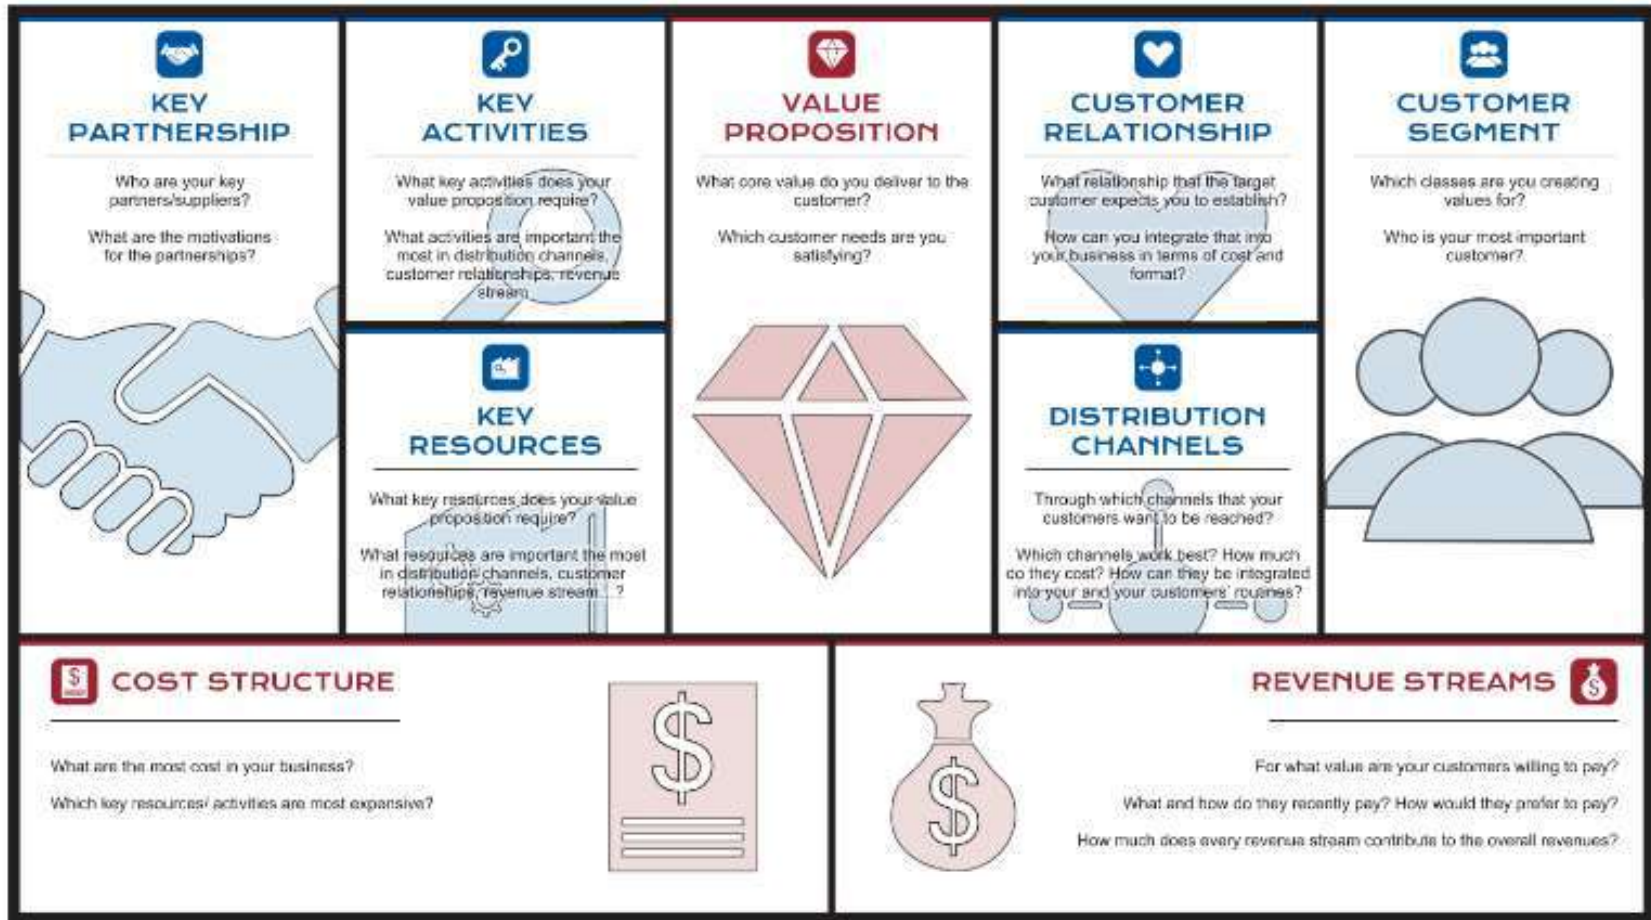 KEY
PARTNERSHIP
Who are your key
partners/suppliers?
What are the motivations
for the partnerships?
KEY
ACTIVITIES
What key activities does your
value proposition require?
What activities are important the
most in distribution channels,
customer relationships, revenue
stream
KEY
RESOURCES
What key resources does your value
proposition require?
What resources are important the most
in distribution channels, customer
relationships, revenue stream...?
VALUE
PROPOSITION
What core value do you deliver to the
customer?
Which customer needs are you
satisfying?
CUSTOMER
RELATIONSHIP
What relationship that the target
customer expects you to establish?
How can you integrate that into
your business in terms of cost and
format?
DISTRIBUTION
CHANNELS
Through which channels that your
customers want to be reached?
Which channels work best? How much
do they cost? How can they be integrated
into your and your customers' routines?
CUSTOMER
SEGMENT
Which classes are you creating
values for?
Who is your most important
customer?
$ COST STRUCTURE
What are the most cost in your business?
Which key resources/ activities are most expensive?
$
REVENUE STREAMS $
$
For what value are your customers willing to pay?
What and how do they recently pay? How would they prefer to pay?
How much does every revenue stream contribute to the overall revenues?